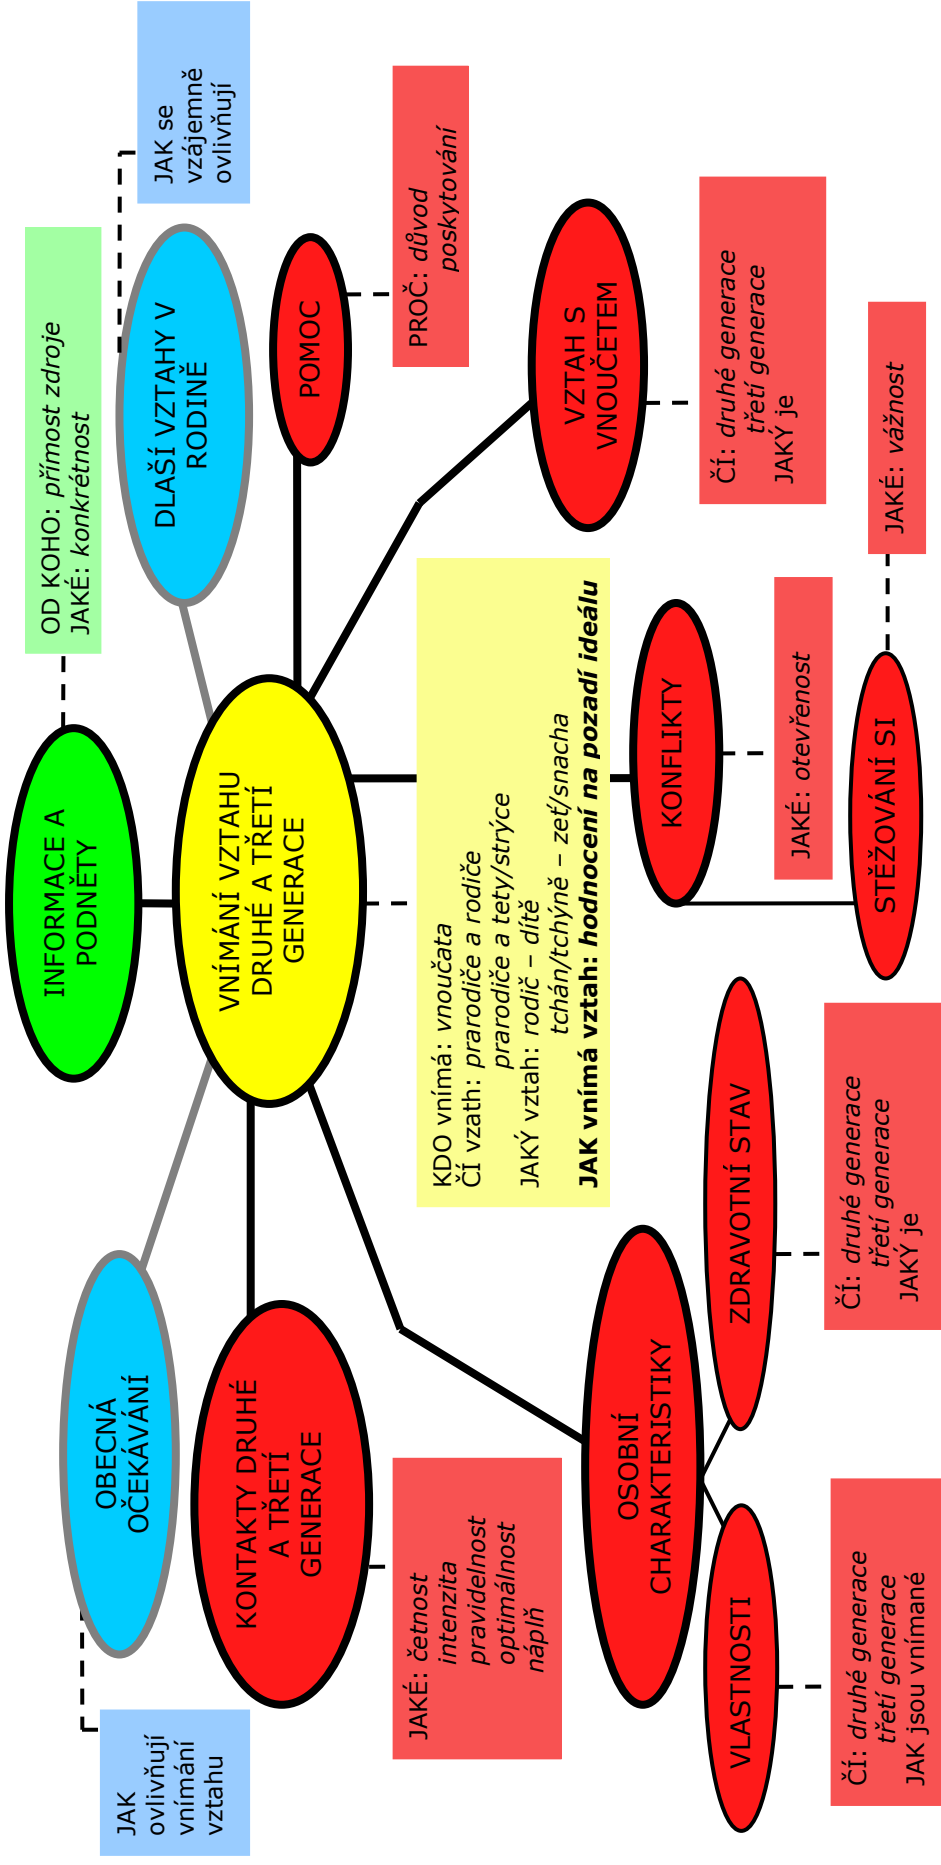 INFORMACE A
PODNĚTY
OD KOHO: přímost zdroje
JAKÉ: konkrétnost
OBECNÁ
OČEKÁVÁNÍ
JAK
ovlivňují
vnímání
vztahu
DLAŠÍ VZTAHY V
RODINĚ
JAK se
vzájemně
ovlivňují
VNÍMÁNÍ VZTAHU
DRUHÉ A TŘETÍ
GENERACE
KONTAKTY DRUHÉ
A TŘETÍ
GENERACE
JAKÉ: četnost
intenzita
pravidelnost
optimálnost
náplň
POMOC
PROČ: důvod
poskytování
KDO vnímá: vnoučata
ČÍ vzath: prarodiče a rodiče
prarodiče a tety/strýce
JAKÝ vztah: rodič – dítě
tchán/tchýně – zeť/snacha
JAK vnímá vztah: hodnocení na pozadí ideálu
VZTAH S
VNOUČETEM
ČÍ: druhé generace
třetí generace
JAKÝ je
OSOBNÍ
CHARAKTERISTIKY
KONFLIKTY
JAKÉ: otevřenost
VLASTNOSTI
ČÍ: druhé generace
třetí generace
JAK jsou vnímané
ZDRAVOTNÍ STAV
ČÍ: druhé generace
třetí generace
JAKÝ je
STĚŽOVÁNÍ SI
JAKÉ: vážnost